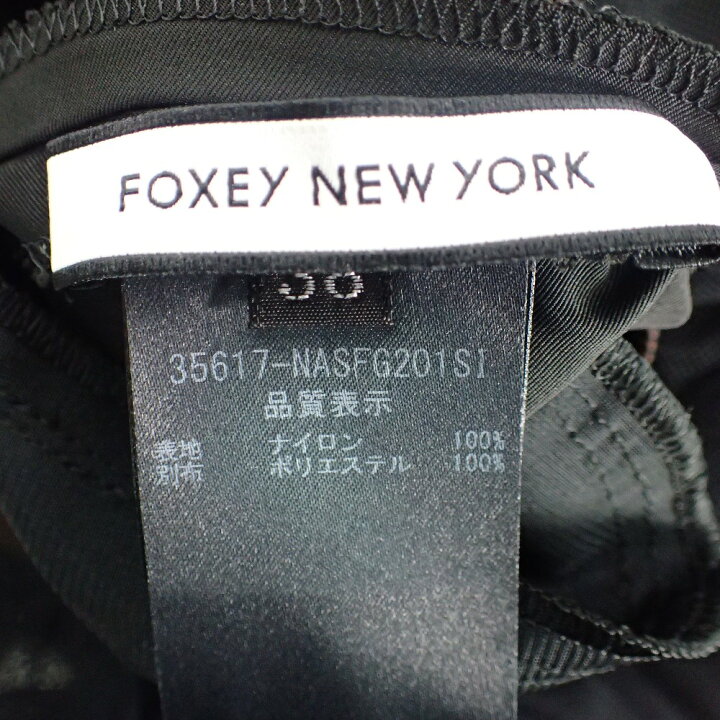 FOXEY NEW YORK
38
35617-NASFG201SI
品質表示
表地 ナイロン 100%
別布 ポリエステル 100%